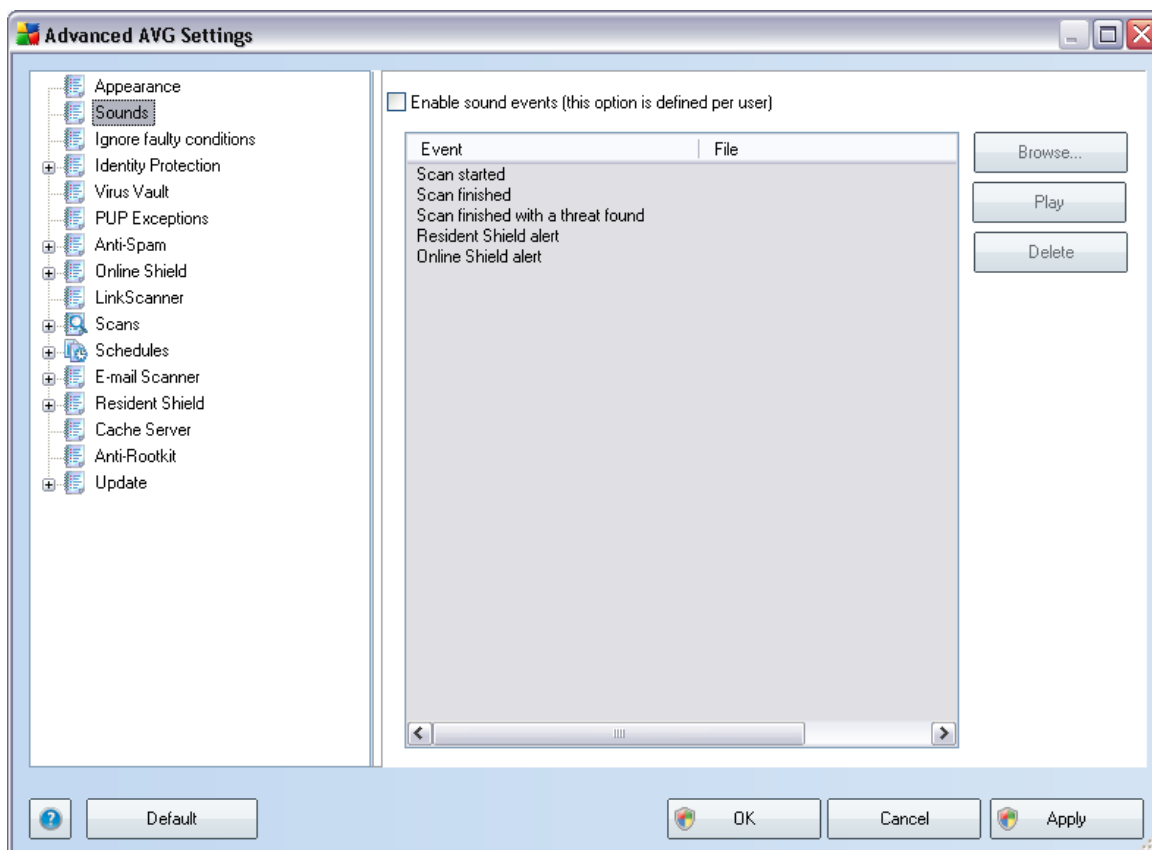 Advanced AVG Settings
Appearance
Sounds
Ignore faulty conditions
Identity Protection
Virus Vault
PUP Exceptions
Anti-Spam
Online Shield
LinkScanner
Scans
Schedules
E-mail Scanner
Resident Shield
Cache Server
Anti-Rootkit
Update
Enable sound events (this option is defined per user)
Event File
Scan started
Scan finished
Scan finished with a threat found
Resident Shield alert
Online Shield alert
Browse...
Play
Delete
? Default OK Cancel Apply